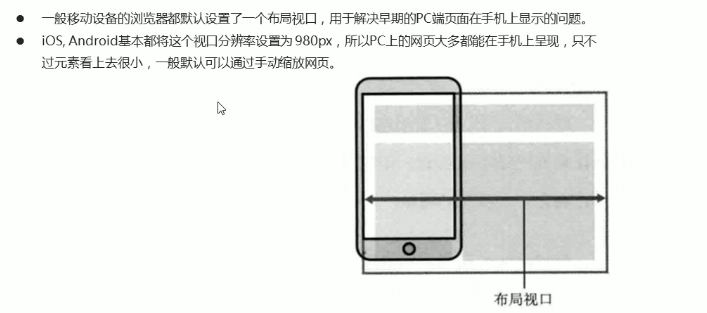 ● 一般移动设备的浏览器都默认设置了一个布局视口，用于解决早期的PC端页面在手机上显示的问题。
● iOS, Android基本都将这个视口分辨率设置为 980px，所以PC上的网页大多都能在手机上呈现，只不
过元素看上去很小，一般默认可以通过手动缩放网页。
布局视口